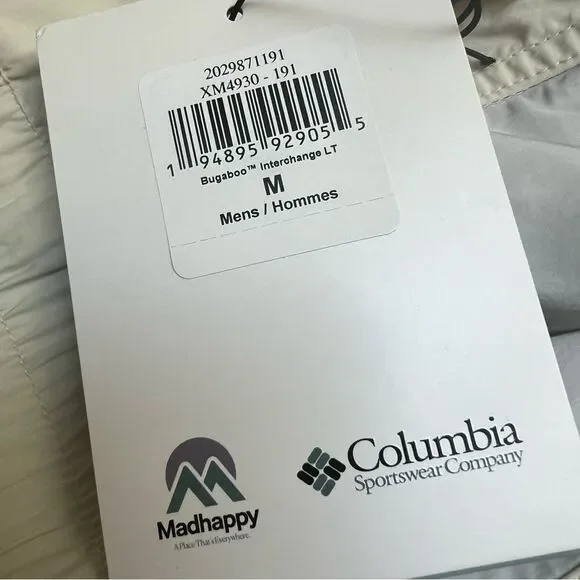 2029871191
XM4930 - 191
1 94895 92905 5
Bugaboo™ Interchange LT
M
Mens / Hommes
Madhappy
A Place That's Everywhere.
Columbia
Sportswear Company